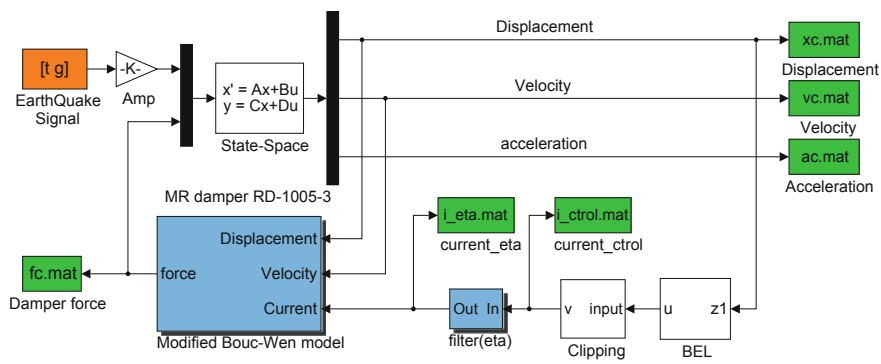 Displacement
xc.mat
Displacement
[t g]
EarthQuake
Signal
-K-
Amp
x' = Ax+Bu
y = Cx+Du
State-Space
Velocity
vc.mat
Velocity
acceleration
ac.mat
Acceleration
MR damper RD-1005-3
Displacement
Velocity
Current
force
Modified Bouc-Wen model
fc.mat
Damper force
i_eta.mat
current_eta
i_ctrol.mat
current_ctrol
Out In
filter(eta)
v input
Clipping
u z1
BEL